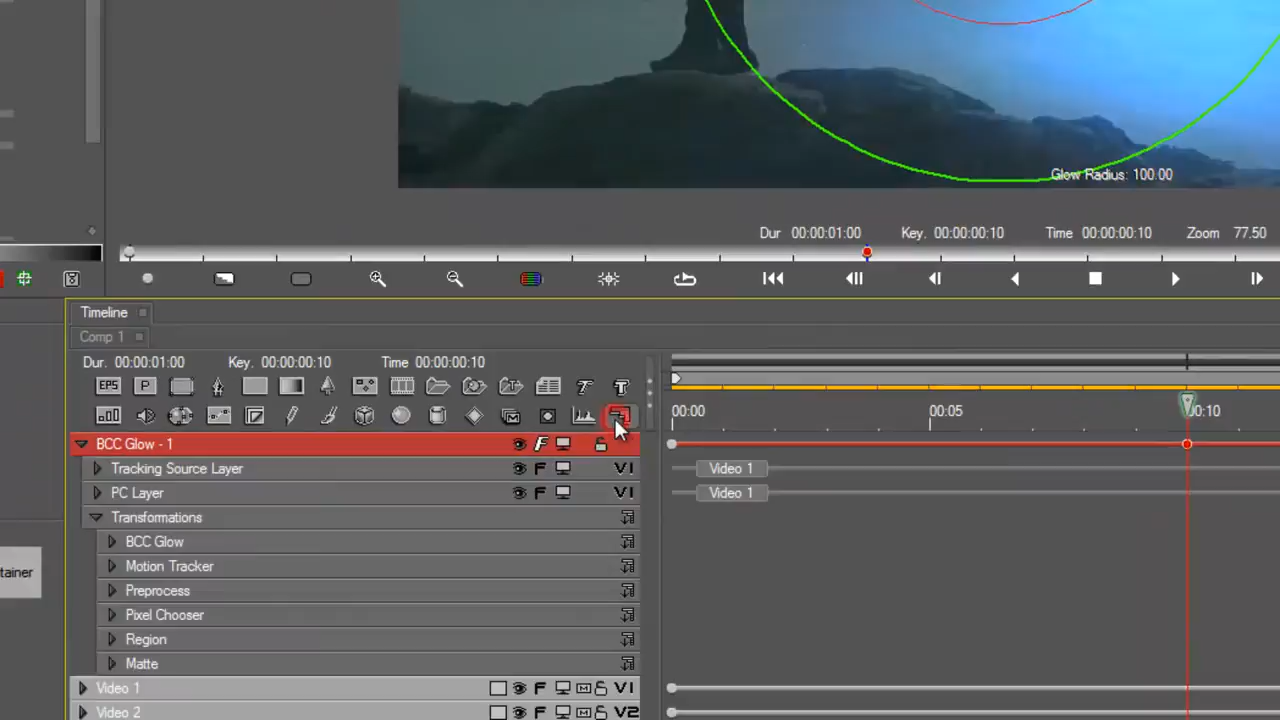 Glow Radius: 100.00
Dur 00:00:01:00 Key. 00:00:00:10 Time 00:00:00:10 Zoom 77.50
Timeline
Comp 1
Dur. 00:00:01:00 Key. 00:00:00:10 Time 00:00:00:10
EPS P T T
00:00 00:05 00:10
BCC Glow - 1 F
Tracking Source Layer F V1 Video 1
PC Layer F V1 Video 1
Transformations
BCC Glow
tainer
Motion Tracker
Preprocess
Pixel Chooser
Region
Matte
Video 1 F M V1
Video 2 F M V2